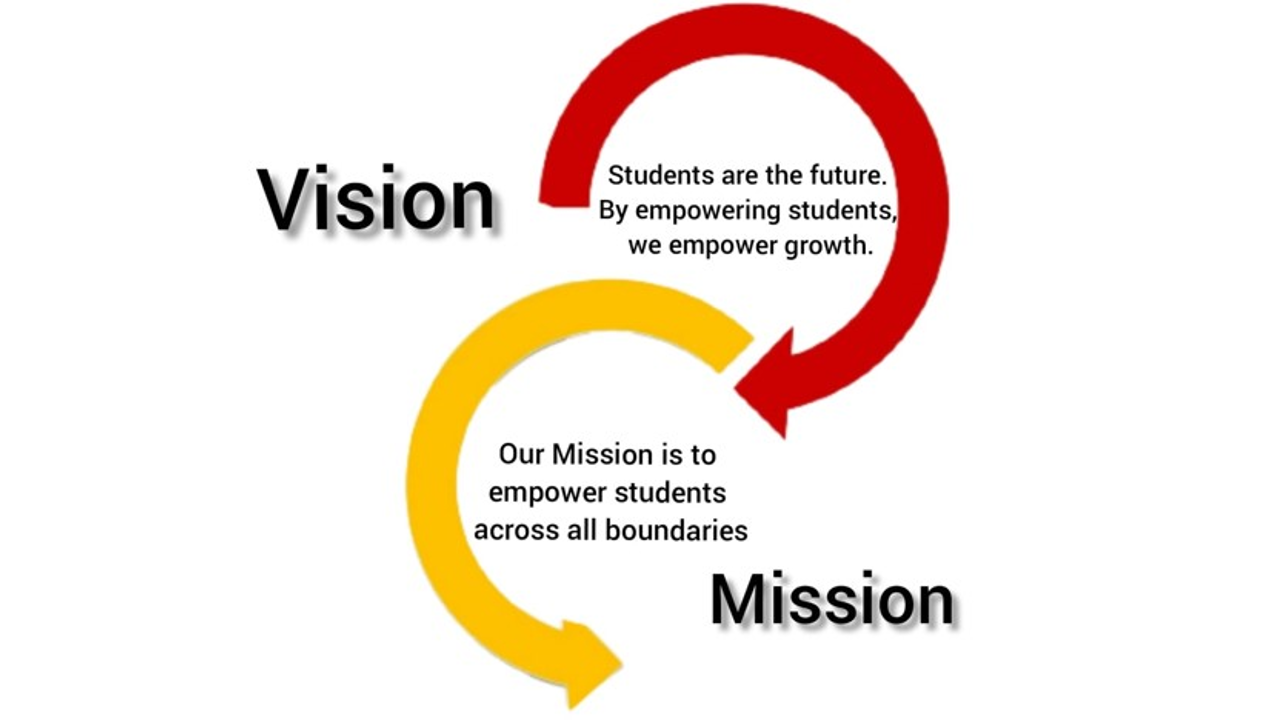 Vision
Students are the future.
By empowering students,
we empower growth.
Our Mission is to
empower students
across all boundaries
Mission